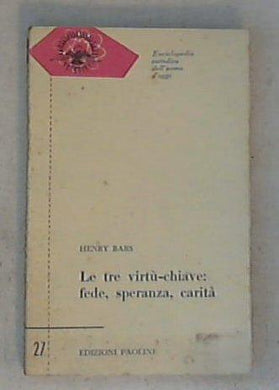 Enciclopedia
cattolica
dell'uomo
d'oggi
HENRY BARS
Le tre virtù-chiave:
fede, speranza, carità
27
EDIZIONI PAOLINE